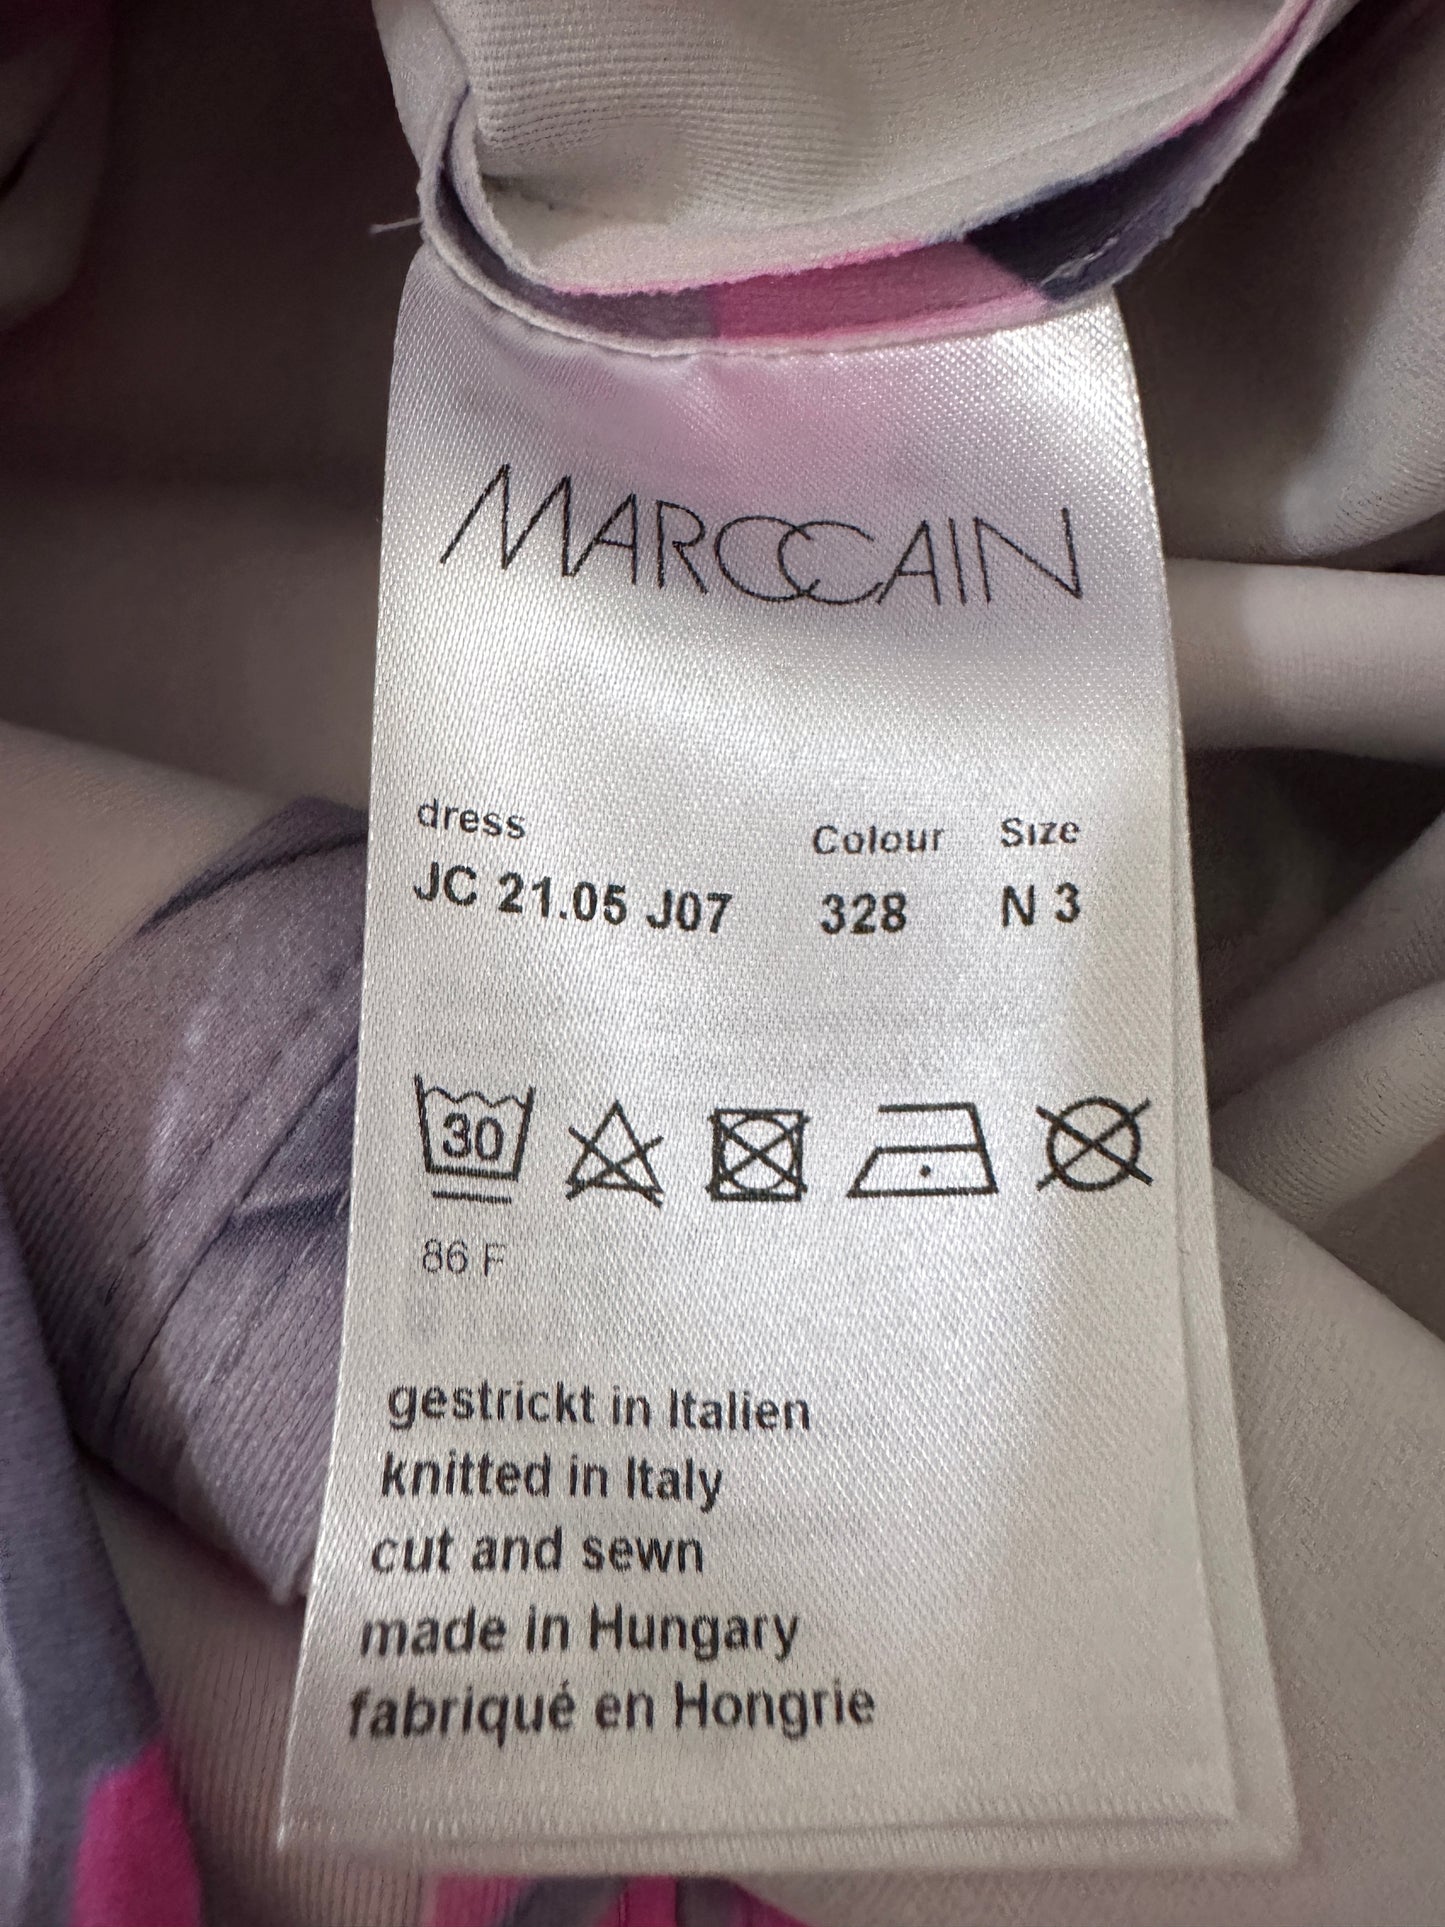 MARCCAIN
dress Colour Size
JC 21.05 J07 328 N 3
30
86 F
gestrickt in Italien
knitted in Italy
cut and sewn
made in Hungary
fabriqué en Hongrie